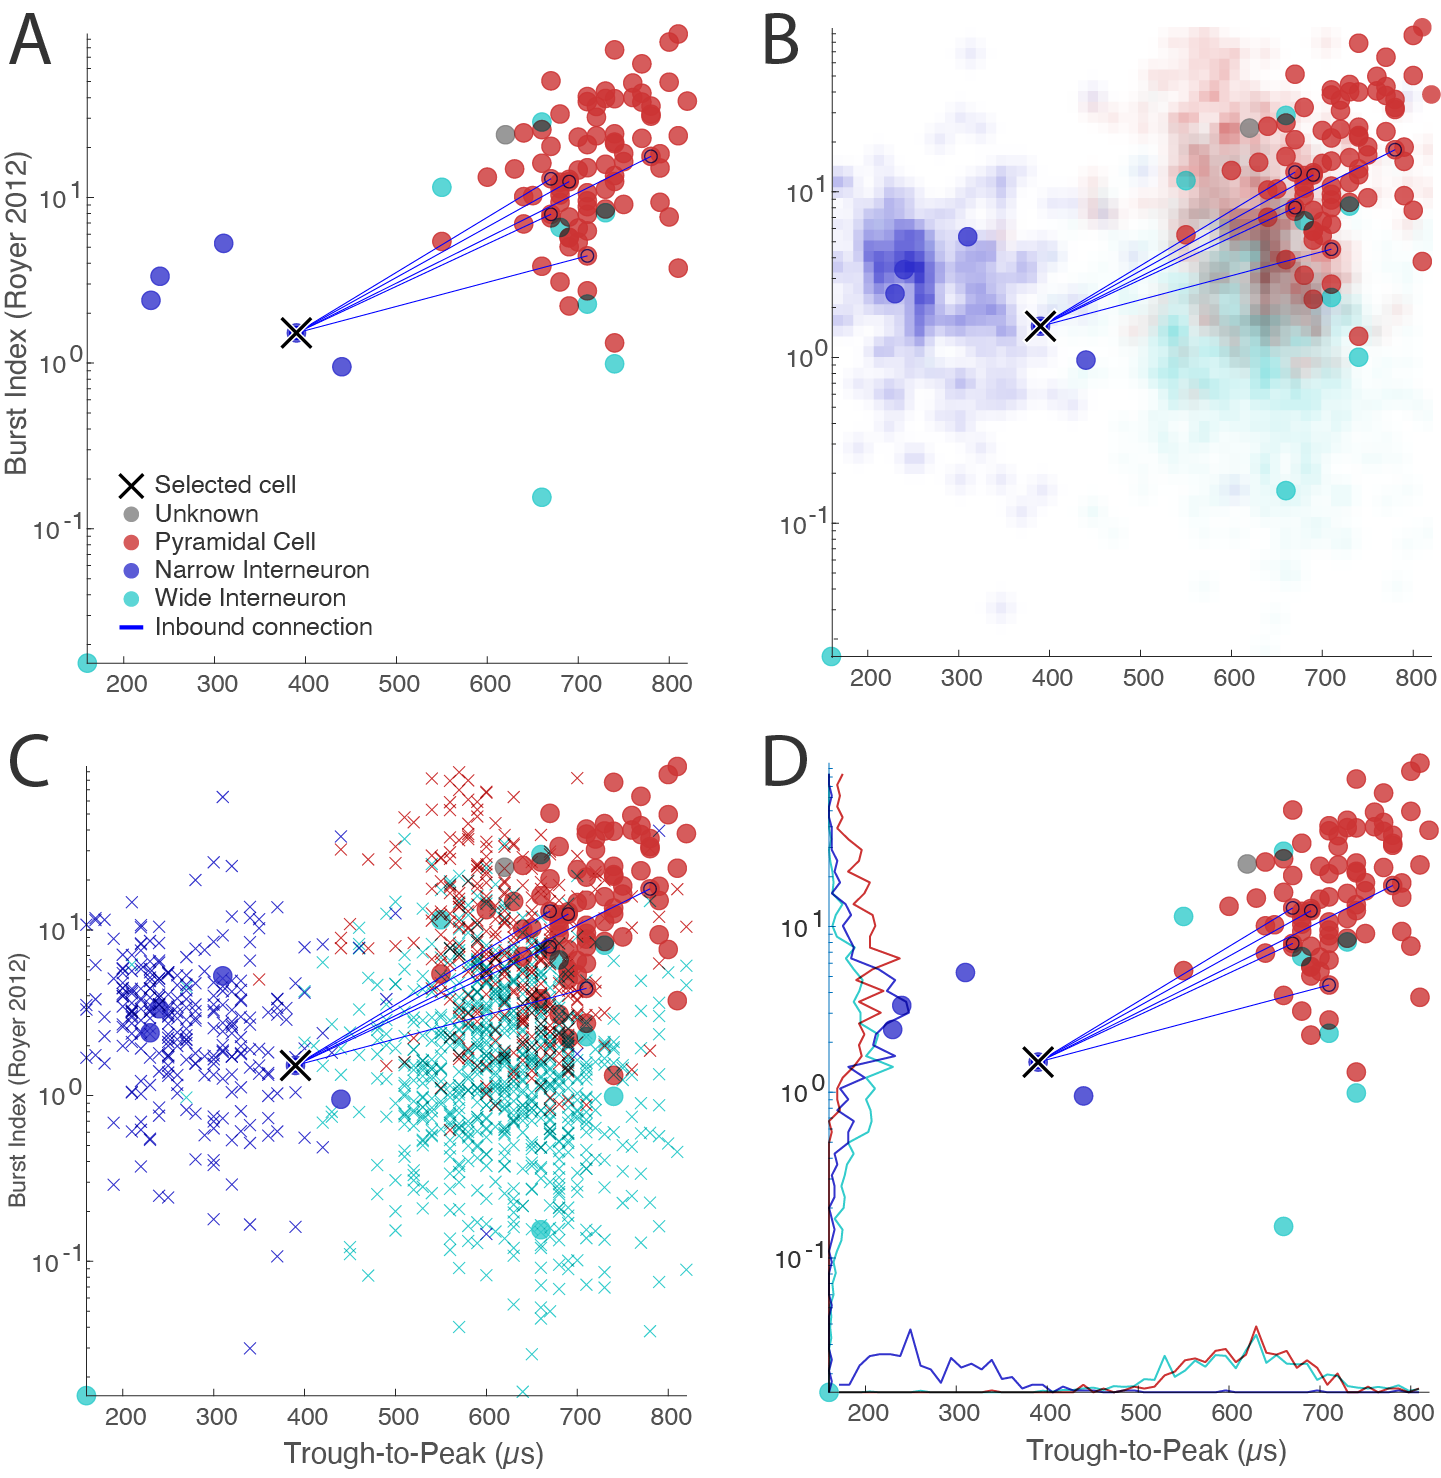 A
Burst Index (Royer 2012)
10^1
10^0
10^-1
Selected cell
Unknown
Pyramidal Cell
Narrow Interneuron
Wide Interneuron
Inbound connection
200 300 400 500 600 700 800
B
10^1
10^0
10^-1
200 300 400 500 600 700 800
C
Burst Index (Royer 2012)
10^1
10^0
10^-1
200 300 400 500 600 700 800
Trough-to-Peak (µs)
D
10^1
10^0
10^-1
200 300 400 500 600 700 800
Trough-to-Peak (µs)